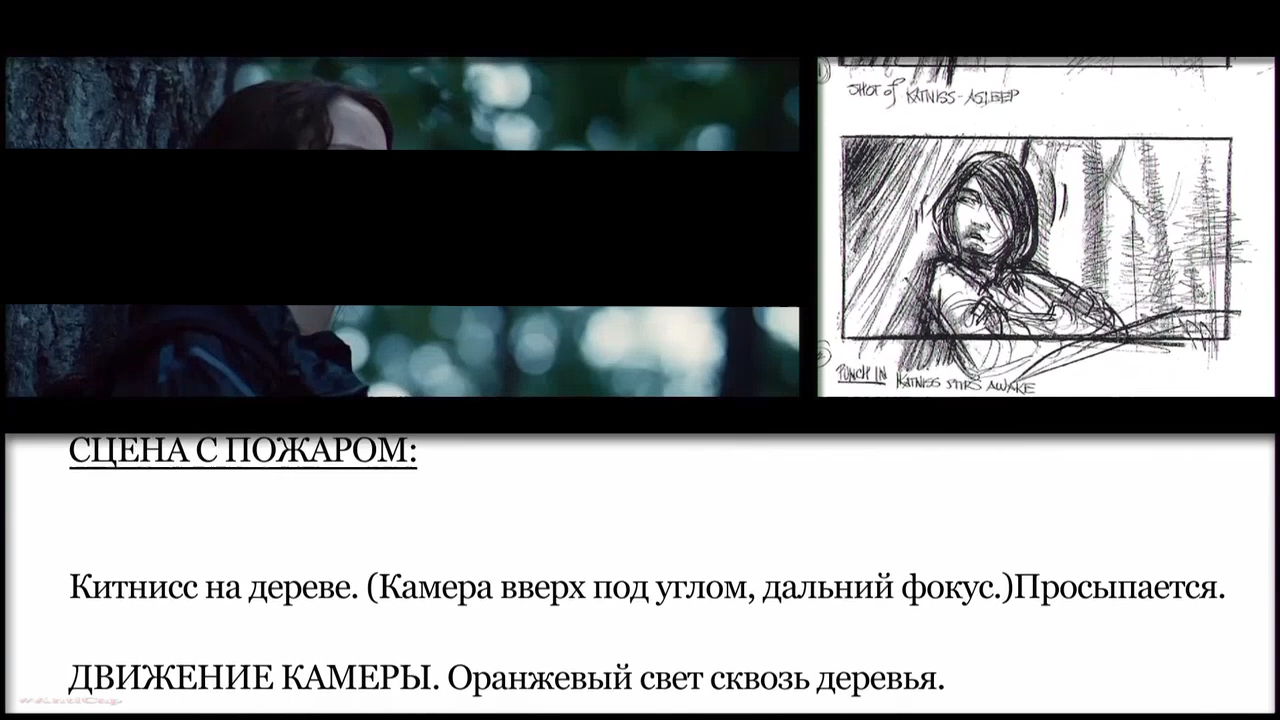 SHOT of KATNISS-ASLEEP
PUNCH IN KATNISS STIRS AWAKE
СЦЕНА С ПОЖАРОМ:
Китнисс на дереве. (Камера вверх под углом, дальний фокус.)Просыпается.
ДВИЖЕНИЕ КАМЕРЫ. Оранжевый свет сквозь деревья.